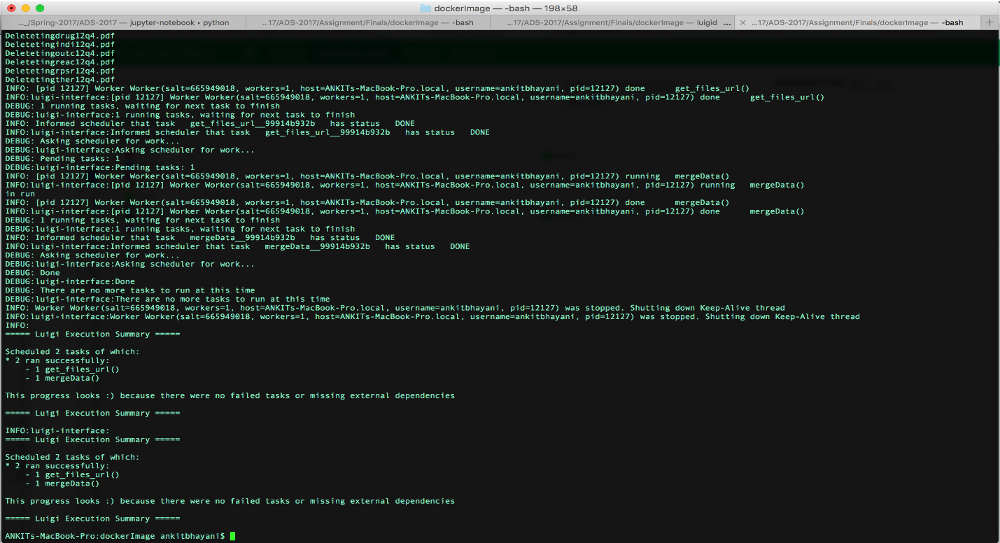 dockerImage — -bash — 198×58
..._/Spring-2017/ADS-2017 — jupyter-notebook ▸ python
...17/ADS-2017/Assignment/Finals/dockerImage — -bash
...17/ADS-2017/Assignment/Finals/dockerImage — luigid ...
× ...17/ADS-2017/Assignment/Finals/dockerImage — -bash +
Deletetingdrug12q4.pdf
Deletetingindi12q4.pdf
Deletetingoutc12q4.pdf
Deletetingreac12q4.pdf
Deletetingrpsr12q4.pdf
Deletetingther12q4.pdf
INFO: [pid 12127] Worker Worker(salt=665949018, workers=1, host=ANKITs-MacBook-Pro.local, username=ankitbhayani, pid=12127) done      get_files_url()
INFO:luigi-interface:[pid 12127] Worker Worker(salt=665949018, workers=1, host=ANKITs-MacBook-Pro.local, username=ankitbhayani, pid=12127) done      get_files_url()
DEBUG: 1 running tasks, waiting for next task to finish
DEBUG:luigi-interface:1 running tasks, waiting for next task to finish
INFO: Informed scheduler that task   get_files_url__99914b932b   has status   DONE
INFO:luigi-interface:Informed scheduler that task   get_files_url__99914b932b   has status   DONE
DEBUG: Asking scheduler for work...
DEBUG:luigi-interface:Asking scheduler for work...
DEBUG: Pending tasks: 1
DEBUG:luigi-interface:Pending tasks: 1
INFO: [pid 12127] Worker Worker(salt=665949018, workers=1, host=ANKITs-MacBook-Pro.local, username=ankitbhayani, pid=12127) running   mergeData()
INFO:luigi-interface:[pid 12127] Worker Worker(salt=665949018, workers=1, host=ANKITs-MacBook-Pro.local, username=ankitbhayani, pid=12127) running   mergeData()
in run
INFO: [pid 12127] Worker Worker(salt=665949018, workers=1, host=ANKITs-MacBook-Pro.local, username=ankitbhayani, pid=12127) done      mergeData()
INFO:luigi-interface:[pid 12127] Worker Worker(salt=665949018, workers=1, host=ANKITs-MacBook-Pro.local, username=ankitbhayani, pid=12127) done      mergeData()
DEBUG: 1 running tasks, waiting for next task to finish
DEBUG:luigi-interface:1 running tasks, waiting for next task to finish
INFO: Informed scheduler that task   mergeData__99914b932b   has status   DONE
INFO:luigi-interface:Informed scheduler that task   mergeData__99914b932b   has status   DONE
DEBUG: Asking scheduler for work...
DEBUG:luigi-interface:Asking scheduler for work...
DEBUG: Done
DEBUG:luigi-interface:Done
DEBUG: There are no more tasks to run at this time
DEBUG:luigi-interface:There are no more tasks to run at this time
INFO: Worker Worker(salt=665949018, workers=1, host=ANKITs-MacBook-Pro.local, username=ankitbhayani, pid=12127) was stopped. Shutting down Keep-Alive thread
INFO:luigi-interface:Worker Worker(salt=665949018, workers=1, host=ANKITs-MacBook-Pro.local, username=ankitbhayani, pid=12127) was stopped. Shutting down Keep-Alive thread
INFO:
===== Luigi Execution Summary =====
Scheduled 2 tasks of which:
* 2 ran successfully:
- 1 get_files_url()
- 1 mergeData()
This progress looks :) because there were no failed tasks or missing external dependencies
===== Luigi Execution Summary =====
INFO:luigi-interface:
===== Luigi Execution Summary =====
Scheduled 2 tasks of which:
* 2 ran successfully:
- 1 get_files_url()
- 1 mergeData()
This progress looks :) because there were no failed tasks or missing external dependencies
===== Luigi Execution Summary =====
ANKITs-MacBook-Pro:dockerImage ankitbhayani$